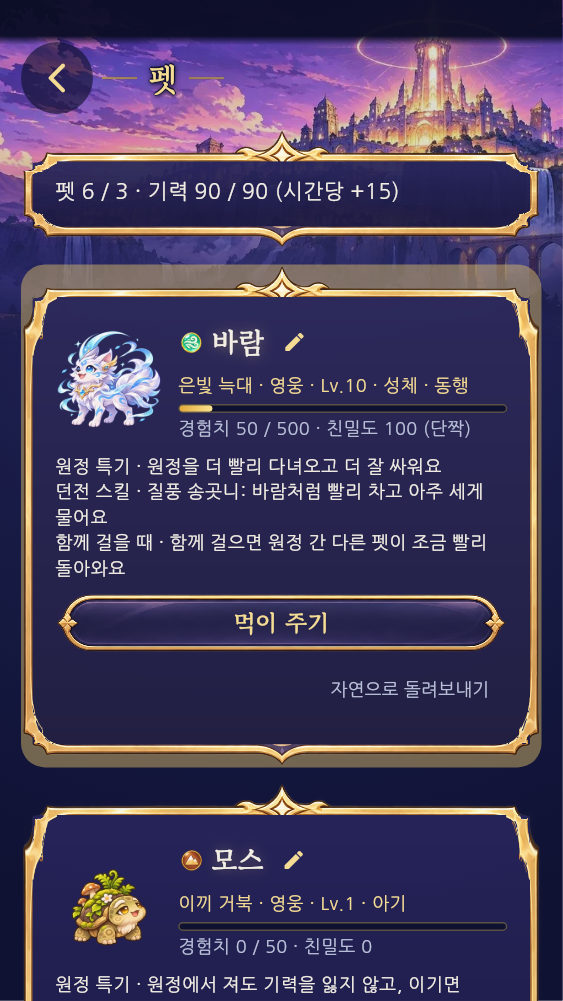 펫
펫 6 / 3 · 기력 90 / 90 (시간당 +15)
바람
은빛 늑대 · 영웅 · Lv.10 · 성체 · 동행
경험치 50 / 500 · 친밀도 100 (단짝)
원정 특기 · 원정을 더 빨리 다녀오고 더 잘 싸워요
던전 스킬 · 질풍 송곳니: 바람처럼 빨리 차고 아주 세게
물어요
함께 걸을 때 · 함께 걸으면 원정 간 다른 펫이 조금 빨리
돌아와요
먹이 주기
자연으로 돌려보내기
모스
이끼 거북 · 영웅 · Lv.1 · 아기
경험치 0 / 50 · 친밀도 0
원정 특기 · 원정에서 져도 기력을 잃지 않고, 이기면